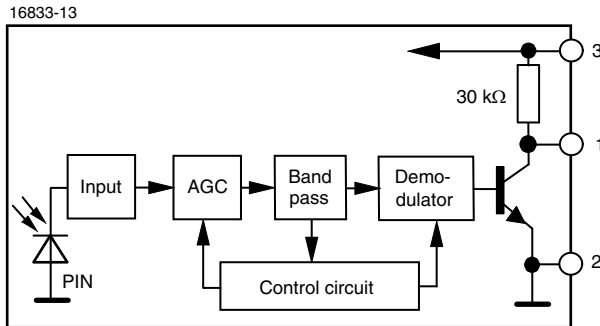 16833-13
3
30 kΩ
1
Input
AGC
Band
pass
Demo-
dulator
2
PIN
Control circuit